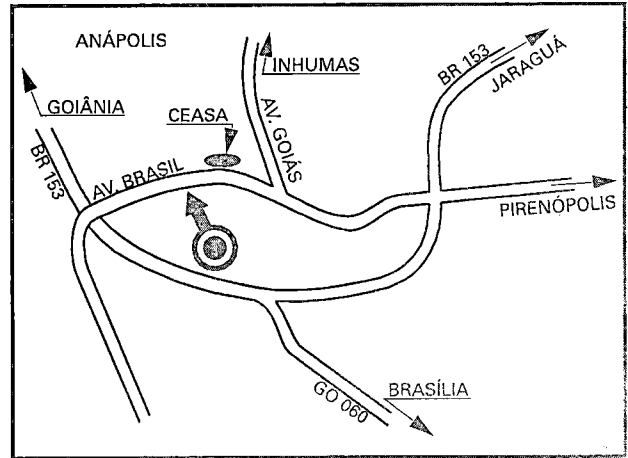 ANÁPOLIS
INHUMAS
BR 153
JARAGUÁ
GOIÂNIA
CEASA
AV. GOIÁS
BR 153
AV. BRASIL
PIRENÓPOLIS
GO 060
BRASÍLIA